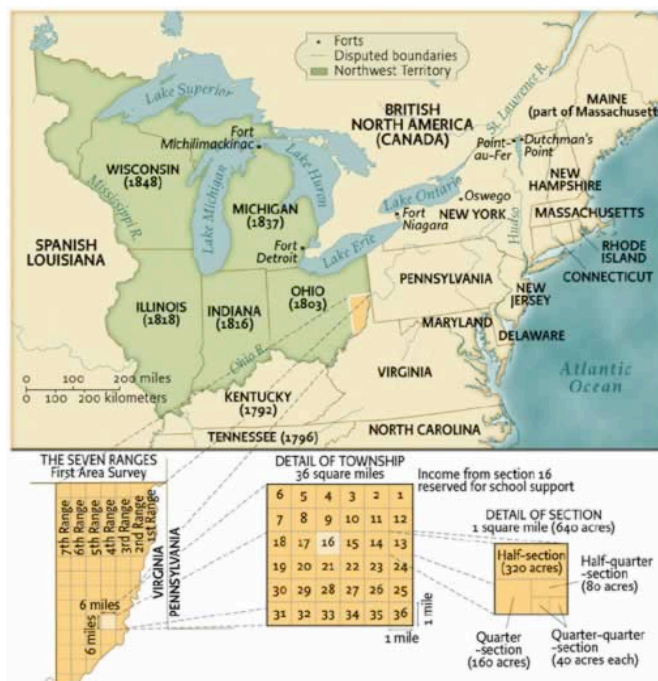 Forts
Disputed boundaries
Northwest Territory
Lake Superior
St. Lawrence R.
MAINE
(part of Massachusett
BRITISH
NORTH AMERICA
(CANADA)
Fort
Michilimackinac
Point-
au-Fer
Dutchman's
Point
WISCONSIN
(1848)
Mississippi R.
Lake Michigan
Lake Huron
MICHIGAN
(1837)
Lake Ontario
Oswego
NEW
HAMPSHIRE
Fort
Niagara
NEW YORK
Hudso
MASSACHUSETTS
SPANISH
LOUISIANA
Fort
Detroit
Lake Erie
RHODE
ISLAND
CONNECTICUT
PENNSYLVANIA
NEW
JERSEY
ILLINOIS
(1818)
INDIANA
(1816)
OHIO
(1803)
MARYLAND
DELAWARE
Ohio R.
VIRGINIA
Atlantic
Ocean
0 100 200 miles
0 100 200 kilometers
KENTUCKY
(1792)
TENNESSEE (1796)
NORTH CAROLINA
THE SEVEN RANGES
First Area Survey
7th Range
6th Range
5th Range
4th Range
3rd Range
2nd Range
1st Range
VIRGINIA
PENNSYLVANIA
6 miles
6 miles
DETAIL OF TOWNSHIP
36 square miles
Income from section 16
reserved for school support
6 5 4 3 2 1
7 8 9 10 11 12
18 17 16 15 14 13
19 20 21 22 23 24
30 29 28 27 26 25
31 32 33 34 35 36
1 mile
1 mile
DETAIL OF SECTION
1 square mile (640 acres)
Half-section
(320 acres)
Half-quarter
-section
(80 acres)
Quarter
-section
(160 acres)
Quarter-quarter
-section
(40 acres each)